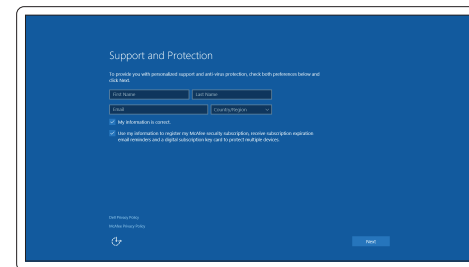 Support and Protection
To provide you with personalized support and anti-virus protection, check both preferences below and
click Next.
First Name
Last Name
Email
Country/Region
My information is correct.
Use my information to register my McAfee security subscription, receive subscription expiration
email reminders and a digital subscription key card to protect multiple devices.
Dell Privacy Policy
McAfee Privacy Policy
Next